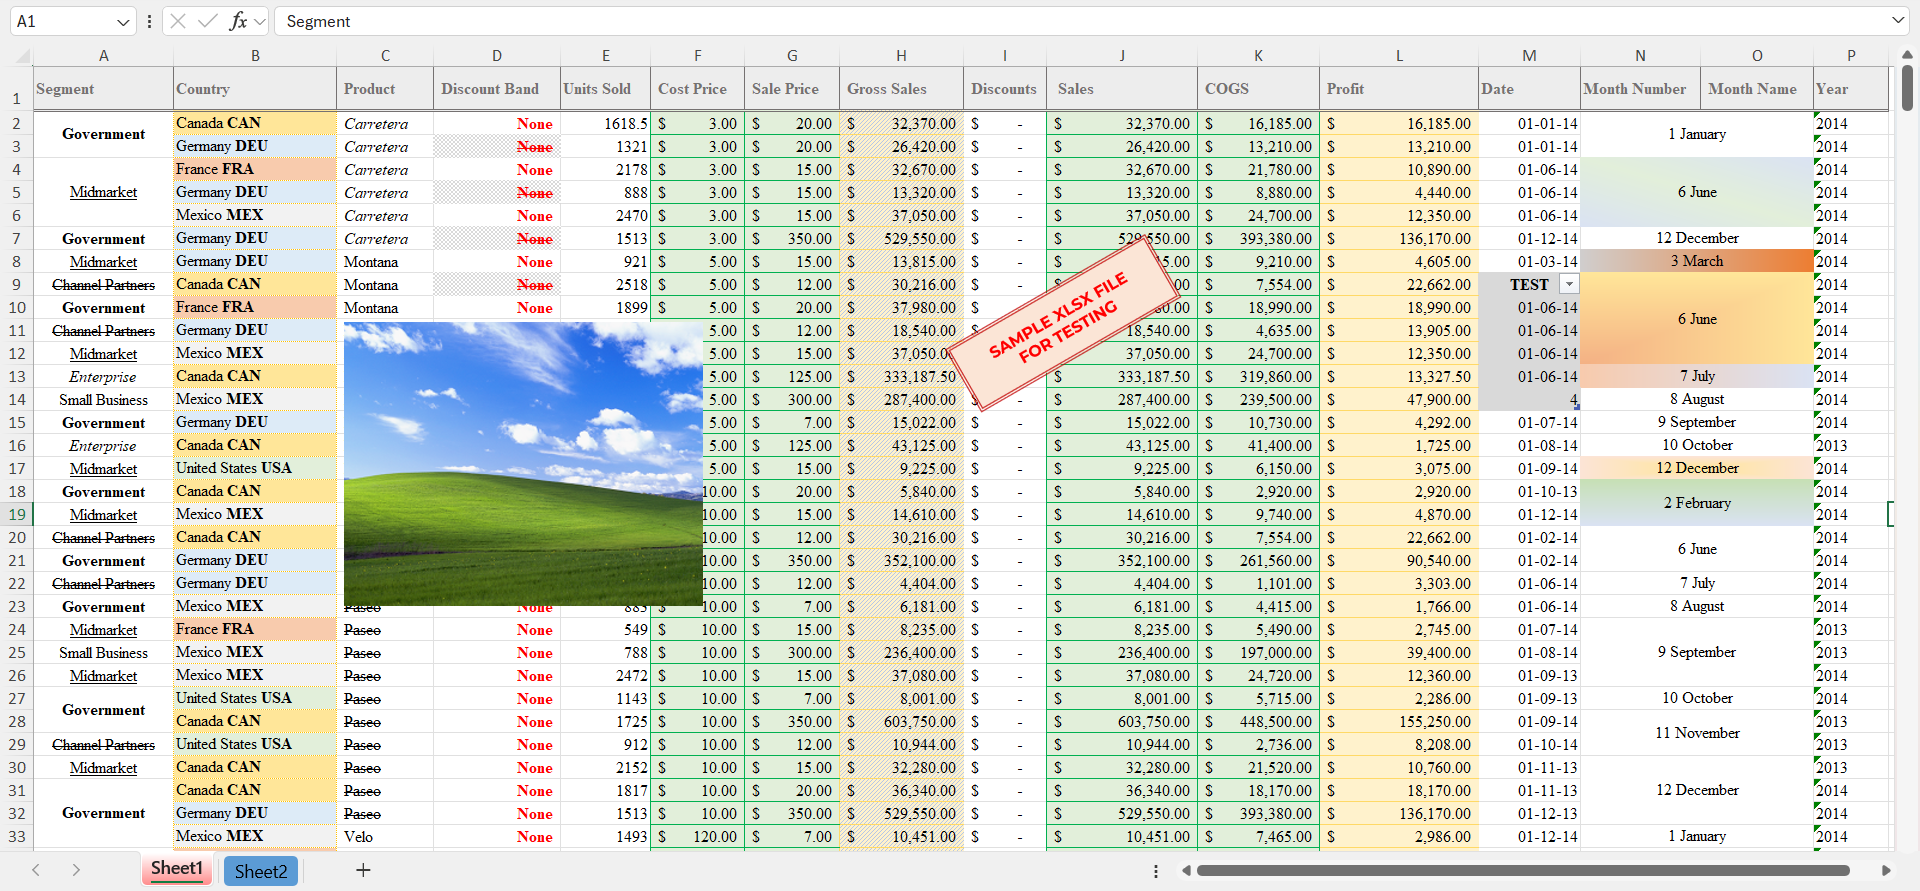 A1 fx Segment
A B C D E F G H I J K L M N O P
1 Segment Country Product Discount Band Units Sold Cost Price Sale Price Gross Sales Discounts Sales COGS Profit Date Month Number Month Name Year
2 Government Canada CAN Carretera None 1618.5 $ 3.00 $ 20.00 $ 32,370.00 $ - $ 32,370.00 $ 16,185.00 $ 16,185.00 01-01-14 1 January 2014
3 Germany DEU Carretera None 1321 $ 3.00 $ 20.00 $ 26,420.00 $ - $ 26,420.00 $ 13,210.00 $ 13,210.00 01-01-14 2014
4 France FRA Carretera None 2178 $ 3.00 $ 15.00 $ 32,670.00 $ - $ 32,670.00 $ 21,780.00 $ 10,890.00 01-06-14 2014
5 Midmarket Germany DEU Carretera None 888 $ 3.00 $ 15.00 $ 13,320.00 $ - $ 13,320.00 $ 8,880.00 $ 4,440.00 01-06-14 6 June 2014
6 Mexico MEX Carretera None 2470 $ 3.00 $ 15.00 $ 37,050.00 $ - $ 37,050.00 $ 24,700.00 $ 12,350.00 01-06-14 2014
7 Government Germany DEU Carretera None 1513 $ 3.00 $ 350.00 $ 529,550.00 $ - $ 529,550.00 $ 393,380.00 $ 136,170.00 01-12-14 12 December 2014
8 Midmarket Germany DEU Montana None 921 $ 5.00 $ 15.00 $ 13,815.00 $ - $ 5.00 $ 9,210.00 $ 4,605.00 01-03-14 3 March 2014
9 Channel Partners Canada CAN Montana None 2518 $ 5.00 $ 12.00 $ 30,216.00 $ - 00 $ 7,554.00 $ 22,662.00 TEST 2014
10 Government France FRA Montana None 1899 $ 5.00 $ 20.00 $ 37,980.00 $ 0.00 $ 18,990.00 $ 18,990.00 01-06-14 2014
SAMPLE XLSX FILE
FOR TESTING
11 Channel Partners Germany DEU 5.00 $ 12.00 $ 18,540.00 $ 18,540.00 $ 4,635.00 $ 13,905.00 01-06-14 6 June 2014
12 Midmarket Mexico MEX 5.00 $ 15.00 $ 37,050.0 37,050.00 $ 24,700.00 $ 12,350.00 01-06-14 2014
13 Enterprise Canada CAN 5.00 $ 125.00 $ 333,187.50 $ 333,187.50 $ 319,860.00 $ 13,327.50 01-06-14 7 July 2014
14 Small Business Mexico MEX 5.00 $ 300.00 $ 287,400.00 $ - $ 287,400.00 $ 239,500.00 $ 47,900.00 4 8 August 2014
15 Government Germany DEU 5.00 $ 7.00 $ 15,022.00 $ - $ 15,022.00 $ 10,730.00 $ 4,292.00 01-07-14 9 September 2014
16 Enterprise Canada CAN 5.00 $ 125.00 $ 43,125.00 $ - $ 43,125.00 $ 41,400.00 $ 1,725.00 01-08-14 10 October 2013
17 Midmarket United States USA 5.00 $ 15.00 $ 9,225.00 $ - $ 9,225.00 $ 6,150.00 $ 3,075.00 01-09-14 12 December 2014
18 Government Canada CAN 10.00 $ 20.00 $ 5,840.00 $ - $ 5,840.00 $ 2,920.00 $ 2,920.00 01-10-13 2014
19 Midmarket Mexico MEX 10.00 $ 15.00 $ 14,610.00 $ - $ 14,610.00 $ 9,740.00 $ 4,870.00 01-12-14 2 February 2014
20 Channel Partners Canada CAN 10.00 $ 12.00 $ 30,216.00 $ - $ 30,216.00 $ 7,554.00 $ 22,662.00 01-02-14 2014
21 Government Germany DEU 10.00 $ 350.00 $ 352,100.00 $ - $ 352,100.00 $ 261,560.00 $ 90,540.00 01-02-14 6 June 2014
22 Channel Partners Germany DEU 10.00 $ 12.00 $ 4,404.00 $ - $ 4,404.00 $ 1,101.00 $ 3,303.00 01-06-14 7 July 2014
23 Government Mexico MEX Paseo None 883 $ 10.00 $ 7.00 $ 6,181.00 $ - $ 6,181.00 $ 4,415.00 $ 1,766.00 01-06-14 8 August 2014
24 Midmarket France FRA Paseo None 549 $ 10.00 $ 15.00 $ 8,235.00 $ - $ 8,235.00 $ 5,490.00 $ 2,745.00 01-07-14 2013
25 Small Business Mexico MEX Paseo None 788 $ 10.00 $ 300.00 $ 236,400.00 $ - $ 236,400.00 $ 197,000.00 $ 39,400.00 01-08-14 9 September 2013
26 Midmarket Mexico MEX Paseo None 2472 $ 10.00 $ 15.00 $ 37,080.00 $ - $ 37,080.00 $ 24,720.00 $ 12,360.00 01-09-13 2014
27 Government United States USA Paseo None 1143 $ 10.00 $ 7.00 $ 8,001.00 $ - $ 8,001.00 $ 5,715.00 $ 2,286.00 01-09-13 10 October 2014
28 Canada CAN Paseo None 1725 $ 10.00 $ 350.00 $ 603,750.00 $ - $ 603,750.00 $ 448,500.00 $ 155,250.00 01-09-14 11 November 2013
29 Channel Partners United States USA Paseo None 912 $ 10.00 $ 12.00 $ 10,944.00 $ - $ 10,944.00 $ 2,736.00 $ 8,208.00 01-10-14 2013
30 Midmarket Canada CAN Paseo None 2152 $ 10.00 $ 15.00 $ 32,280.00 $ - $ 32,280.00 $ 21,520.00 $ 10,760.00 01-11-13 2013
31 Canada CAN Paseo None 1817 $ 10.00 $ 20.00 $ 36,340.00 $ - $ 36,340.00 $ 18,170.00 $ 18,170.00 01-11-13 12 December 2014
32 Government Germany DEU Paseo None 1513 $ 10.00 $ 350.00 $ 529,550.00 $ - $ 529,550.00 $ 393,380.00 $ 136,170.00 01-12-13 2014
33 Mexico MEX Velo None 1493 $ 120.00 $ 7.00 $ 10,451.00 $ - $ 10,451.00 $ 7,465.00 $ 2,986.00 01-12-14 1 January 2014
Sheet1 Sheet2 +